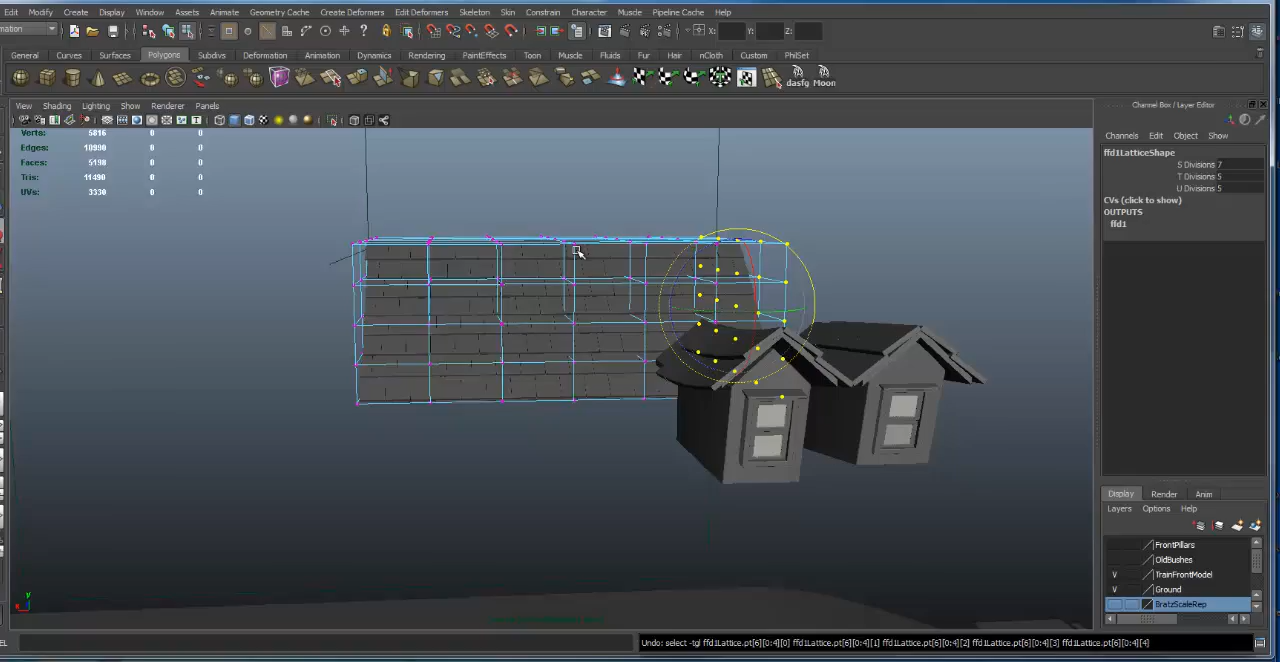 Edit Modify Create Display Window Assets Animate Geometry Cache Create Deformers Edit Deformers Skeleton Skin Constrain Character Muscle Pipeline Cache Help
mation X: Y: Z:
General Curves Surfaces Polygons Subdivs Deformation Animation Dynamics Rendering PaintEffects Toon Muscle Fluids Fur Hair nCloth Custom PhilSet
dasfg Moon
View Shading Lighting Show Renderer Panels
Verts: 5816 0 0
Edges: 10990 0 0
Faces: 5198 0 0
Tris: 11490 0 0
UVs: 3330 0 0
y
x
Channel Box / Layer Editor
Channels Edit Object Show
ffd1LatticeShape
S Divisions 7
T Divisions 5
U Divisions 5
CVs (click to show)
OUTPUTS
ffd1
Display Render Anim
Layers Options Help
FrontPillars
OldBushes
V TrainFrontModel
V Ground
BratzScaleRep
EL
Undo: select -tgl ffd1Lattice.pt[6][0:4][0] ffd1Lattice.pt[6][0:4][1] ffd1Lattice.pt[6][0:4][2] ffd1Lattice.pt[6][0:4][3] ffd1Lattice.pt[6][0:4][4]